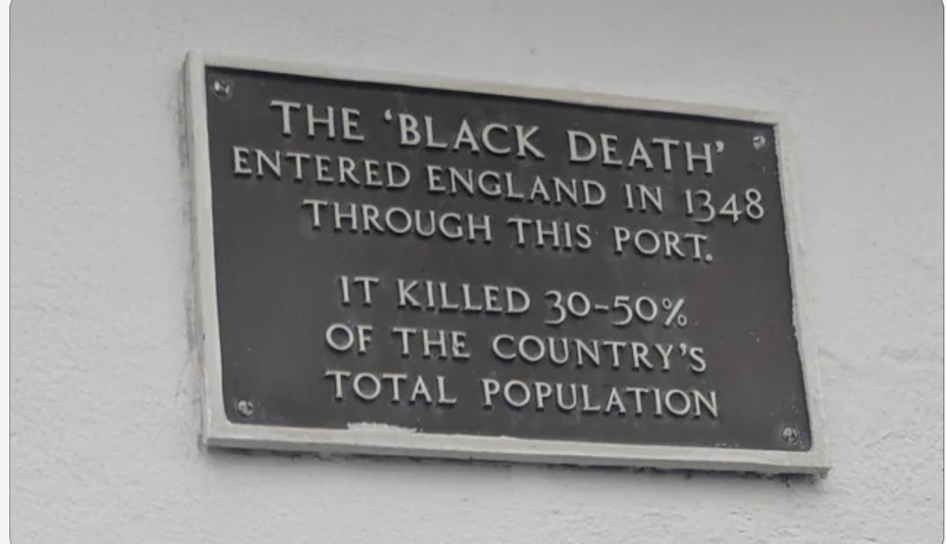 THE ‘BLACK DEATH’
ENTERED ENGLAND IN 1348
THROUGH THIS PORT.
IT KILLED 30-50%
OF THE COUNTRY’S
TOTAL POPULATION